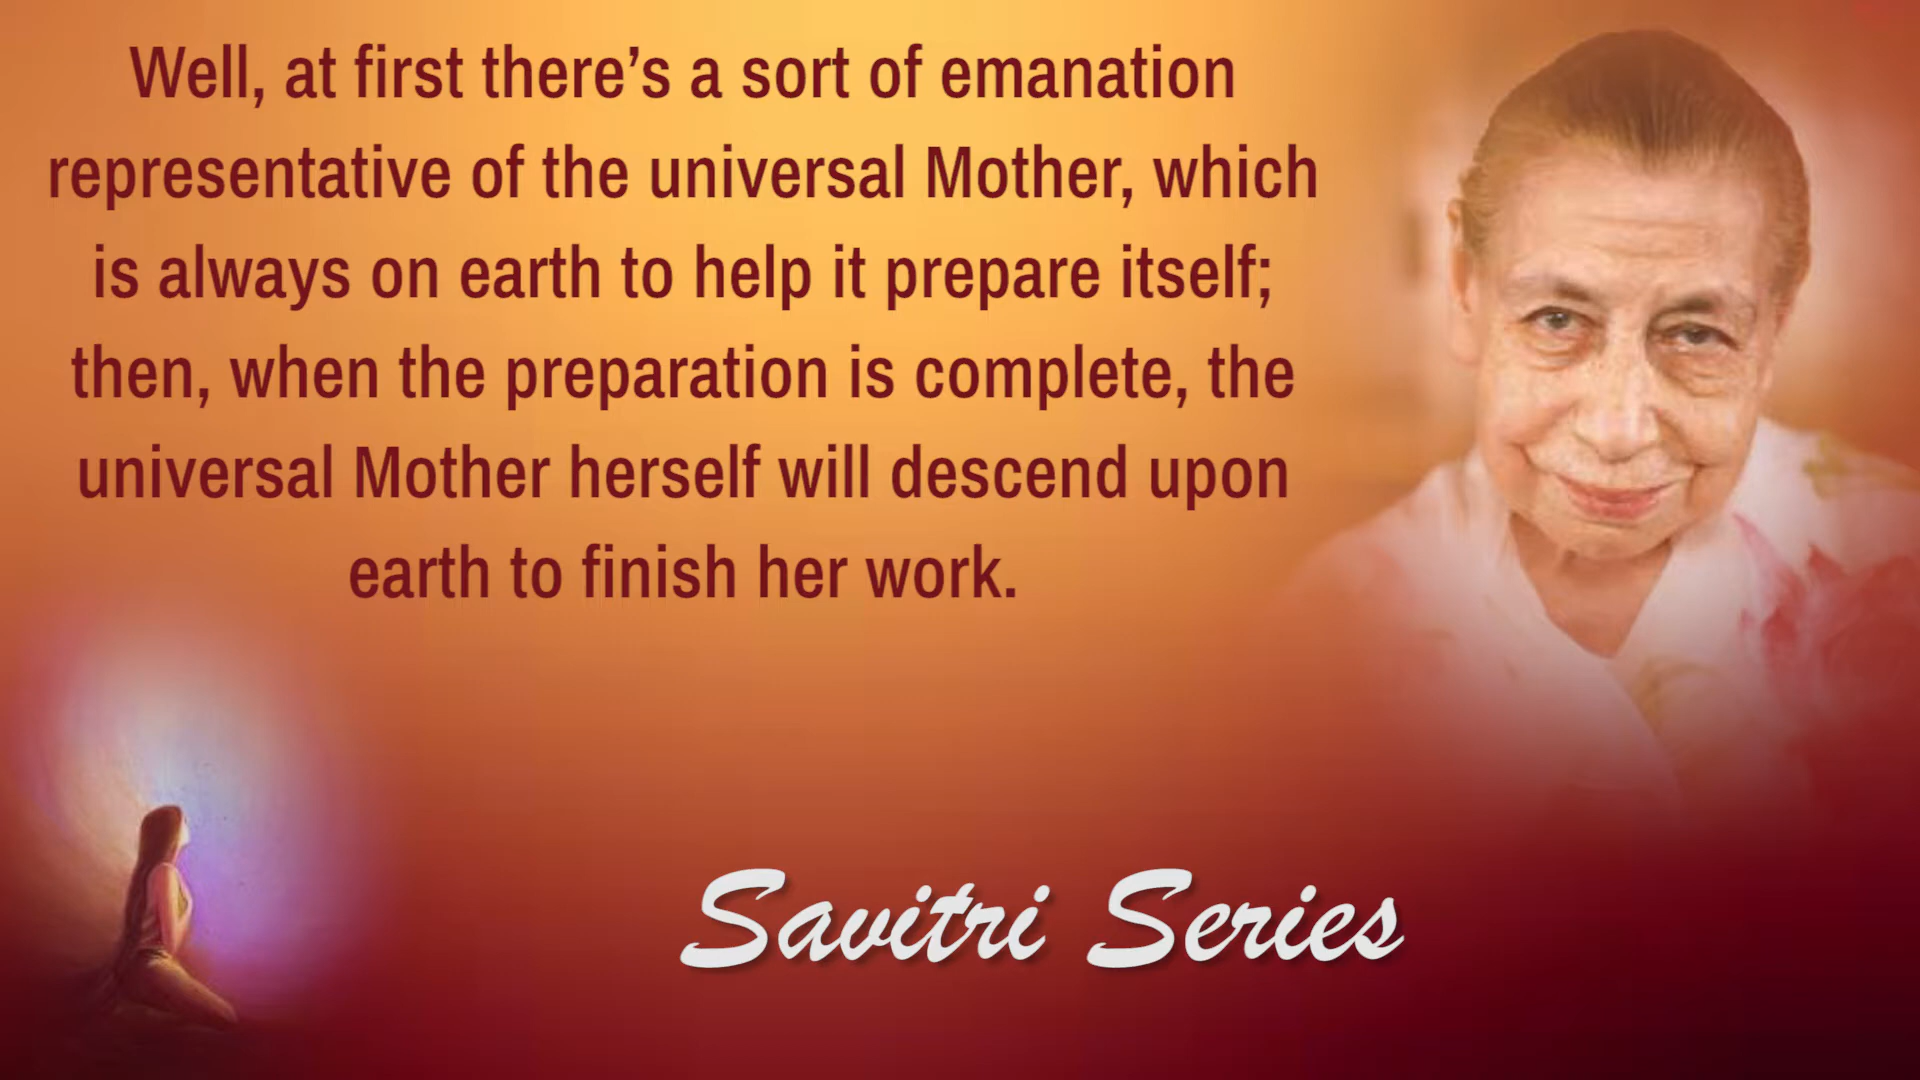 Well, at first there’s a sort of emanation
representative of the universal Mother, which
is always on earth to help it prepare itself;
then, when the preparation is complete, the
universal Mother herself will descend upon
earth to finish her work.
Savitri Series